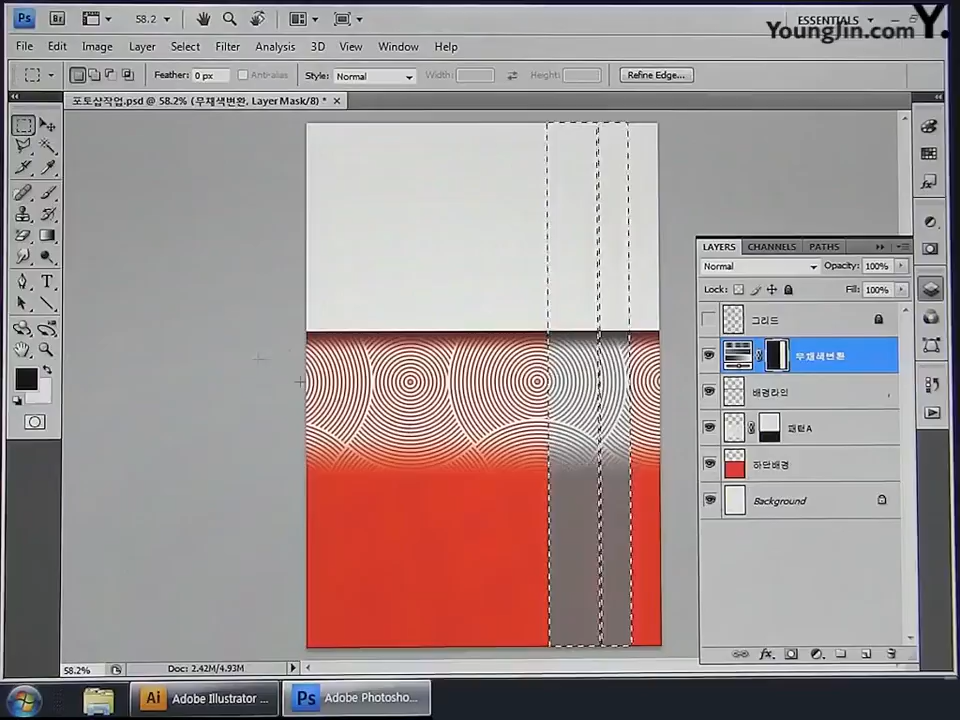 Ps Br 58.2 ESSENTIALS
YoungJin.com Y.
File Edit Image Layer Select Filter Analysis 3D View Window Help
Feather: 0 px Anti-alias Style: Normal Width: Height: Refine Edge...
포토샵작업.psd @ 58.2% (무채색변환, Layer Mask/8) *
LAYERS CHANNELS PATHS
Normal Opacity: 100%
Lock: Fill: 100%
그리드
무채색변환
배경라인
패턴A
하단배경
Background
58.2% Doc: 2.42M/4.93M
Ai Adobe Illustrator ... Ps Adobe Photosho...